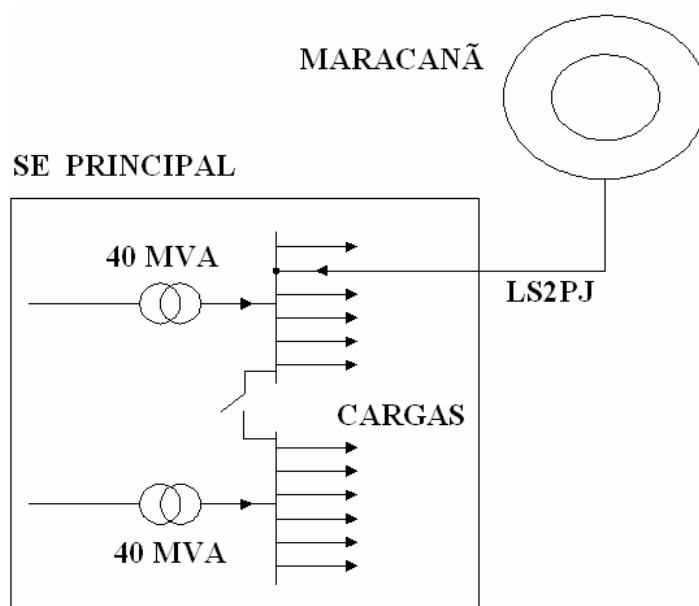 MARACANÃ
SE PRINCIPAL
40 MVA
LS2PJ
CARGAS
40 MVA